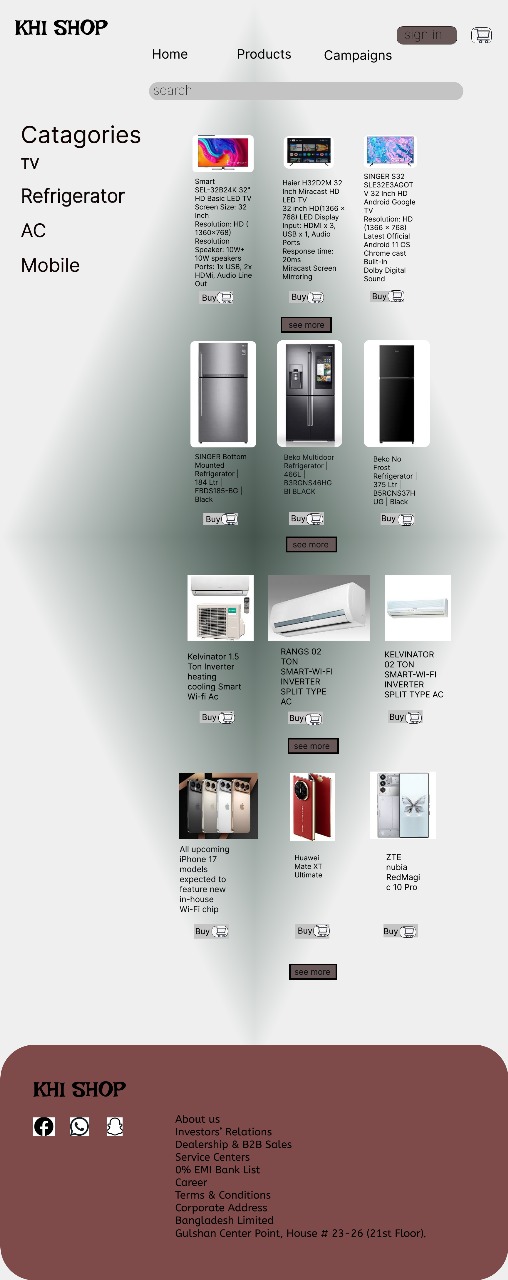 KHI SHOP
sign in
Home
Products
Campaigns
search
Catagories
TV
Refrigerator
AC
Mobile
Smart
SEL-32B24K 32"
HD Basic LED TV
Screen Size: 32
Inch
Resolution: HD (
1360x768)
Resolution
Speaker: 10W+
10W speakers
Ports: 1x USB, 2x
HDMI, Audio Line
Out
Buy
Haier H32D2M 32
Inch Miracast HD
LED TV
32 inch HD(1366 x
768) LED Display
Input: HDMI x 3,
USB x 1, Audio
Ports
Response time:
20ms
Miracast Screen
Mirroring
Buy
SINGER S32
SLE32E3AGOT
V 32 Inch HD
Android Google
TV
Resolution: HD
(1366 x 768)
Latest Official
Android 11 OS
Chrome cast
Built-in
Dolby Digital
Sound
Buy
see more
SINGER Bottom
Mounted
Refrigerator |
184 Ltr |
FBDS185-BG |
Black
Buy
Beko Multidoor
Refrigerator |
466L |
B3RCNS46HG
BI BLACK
Buy
Beko No
Frost
Refrigerator |
375 Ltr |
B5RCNS37H
UG | Black
Buy
see more
Kelvinator 1.5
Ton Inverter
heating
cooling Smart
Wi-fi Ac
Buy
RANGS 02
TON
SMART-WI-FI
INVERTER
SPLIT TYPE
AC
Buy
KELVINATOR
02 TON
SMART-WI-FI
INVERTER
SPLIT TYPE AC
Buy
see more
All upcoming
iPhone 17
models
expected to
feature new
in-house
Wi-Fi chip
Buy
Huawei
Mate XT
Ultimate
Buy
ZTE
nubia
RedMagi
c 10 Pro
Buy
see more
KHI SHOP
About us
Investors' Relations
Dealership & B2B Sales
Service Centers
0% EMI Bank List
Career
Terms & Conditions
Corporate Address
Bangladesh Limited
Gulshan Center Point, House # 23-26 (21st Floor),